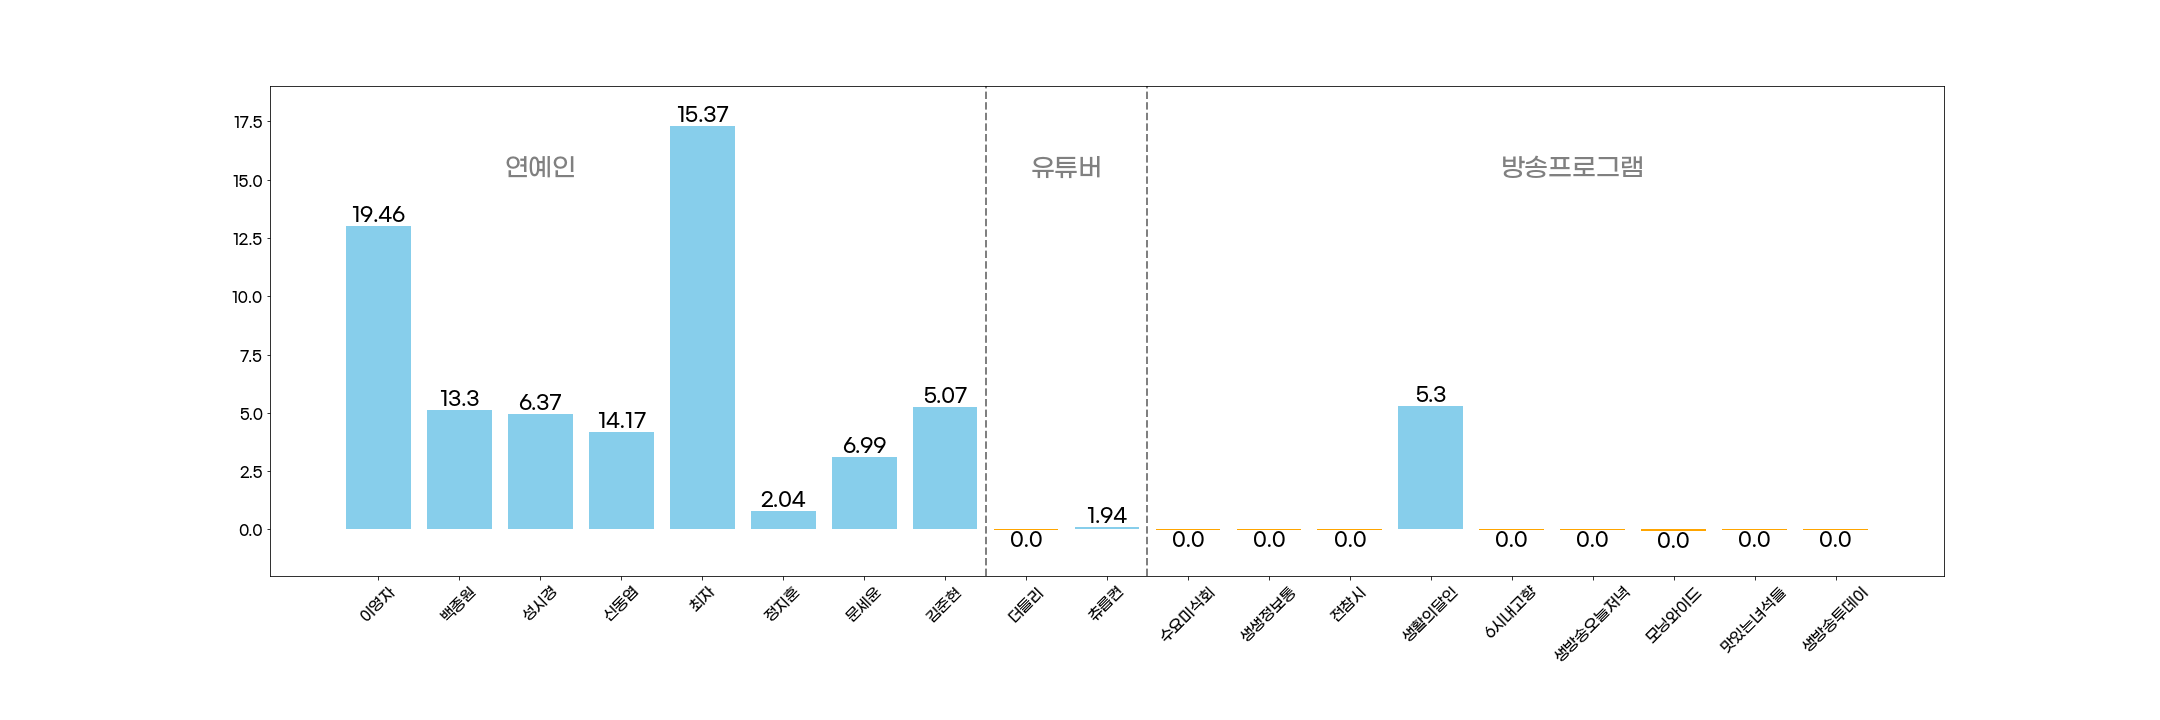 17.5
15.0
12.5
10.0
7.5
5.0
2.5
0.0
연예인
유튜버
방송프로그램
19.46
13.3
6.37
14.17
15.37
2.04
6.99
5.07
0.0
1.94
0.0
0.0
0.0
5.3
0.0
0.0
0.0
0.0
0.0
이영자
백종원
성시경
신동엽
최자
정지훈
문세윤
김준현
더들리
츄릅켠
수요미식회
생생정보통
전참시
생활의달인
6시내고향
생방송오늘저녁
모닝와이드
맛있는녀석들
생방송투데이